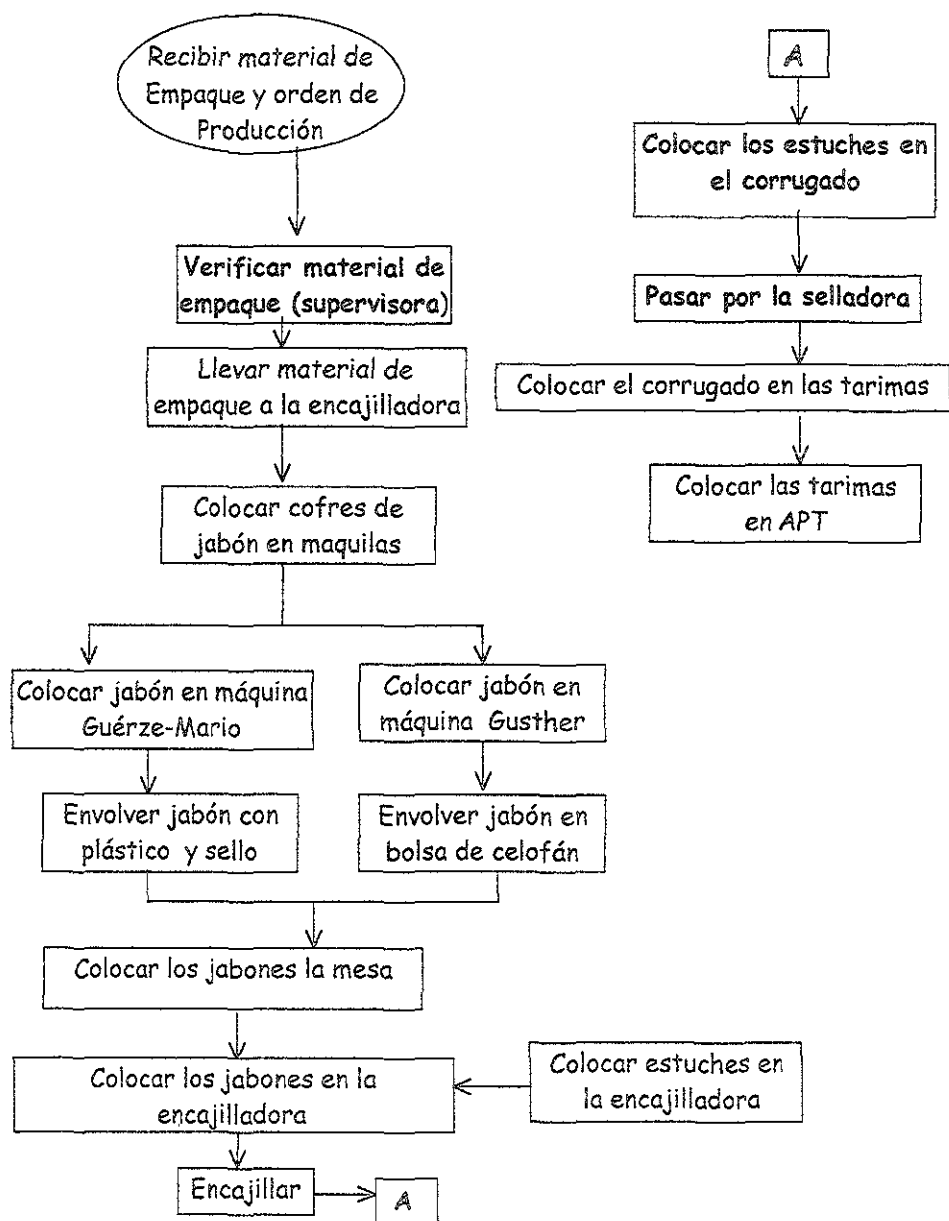 Recibir material de
Empaque y orden de
Producción
Verificar material de
empaque (supervisora)
Llevar material de
empaque a la encajilladora
Colocar cofres de
jabón en maquilas
Colocar jabón en máquina
Guérze-Mario
Colocar jabón en
máquina Gusther
Envolver jabón con
plástico y sello
Envolver jabón en
bolsa de celofán
Colocar los jabones la mesa
Colocar los jabones en la
encajilladora
Colocar estuches en
la encajilladora
Encajillar
A
A
Colocar los estuches en
el corrugado
Pasar por la selladora
Colocar el corrugado en las tarimas
Colocar las tarimas
en APT